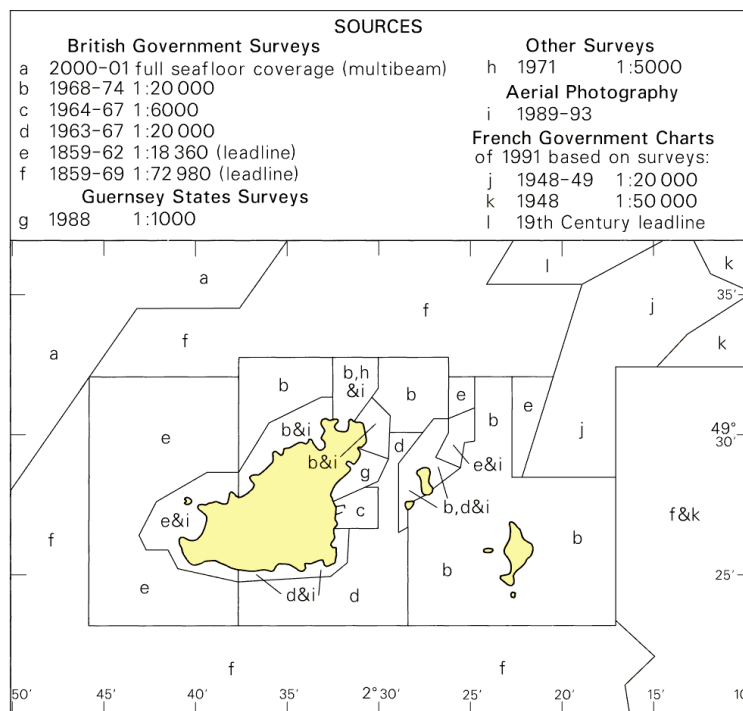 SOURCES
British Government Surveys
a 2000-01 full seafloor coverage (multibeam)
b 1968-74 1:20 000
c 1964-67 1:6000
d 1963-67 1:20 000
e 1859-62 1:18 360 (leadline)
f 1859-69 1:72 980 (leadline)
Guernsey States Surveys
g 1988 1:1000
Other Surveys
h 1971 1:5000
Aerial Photography
i 1989-93
French Government Charts
of 1991 based on surveys:
j 1948-49 1:20 000
k 1948 1:50 000
l 19th Century leadline
a
l
k
35'
f
j
f
k
a
b
b,h
&i
b
e
b
e
b&i
49°
30'
e
d
j
b&i
e&i
g
e&i
c
b,d&i
f&k
f
b
b
25'
e
d&i
d
f
f
50' 45' 40' 35' 2°30' 25' 20' 15' 10'